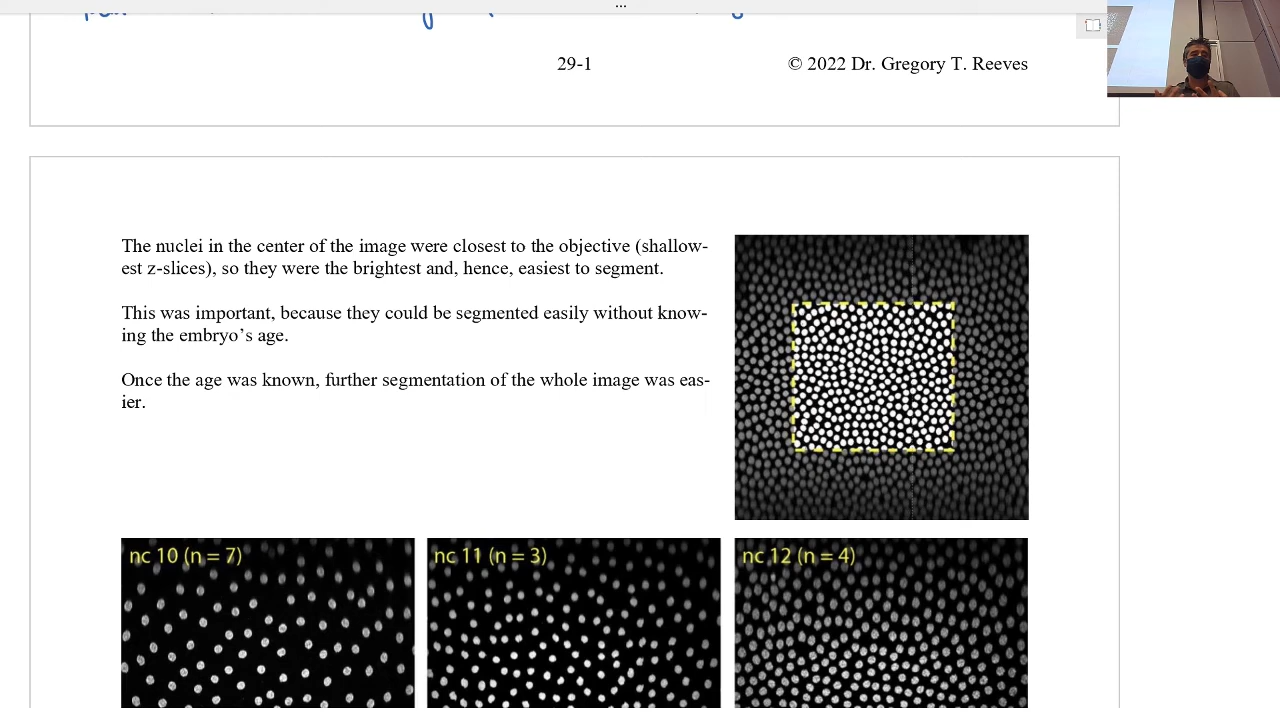 29-1
© 2022 Dr. Gregory T. Reeves
The nuclei in the center of the image were closest to the objective (shallow-
est z-slices), so they were the brightest and, hence, easiest to segment.
This was important, because they could be segmented easily without know-
ing the embryo’s age.
Once the age was known, further segmentation of the whole image was eas-
ier.
nc 10 (n = 7)
nc 11 (n = 3)
nc 12 (n = 4)